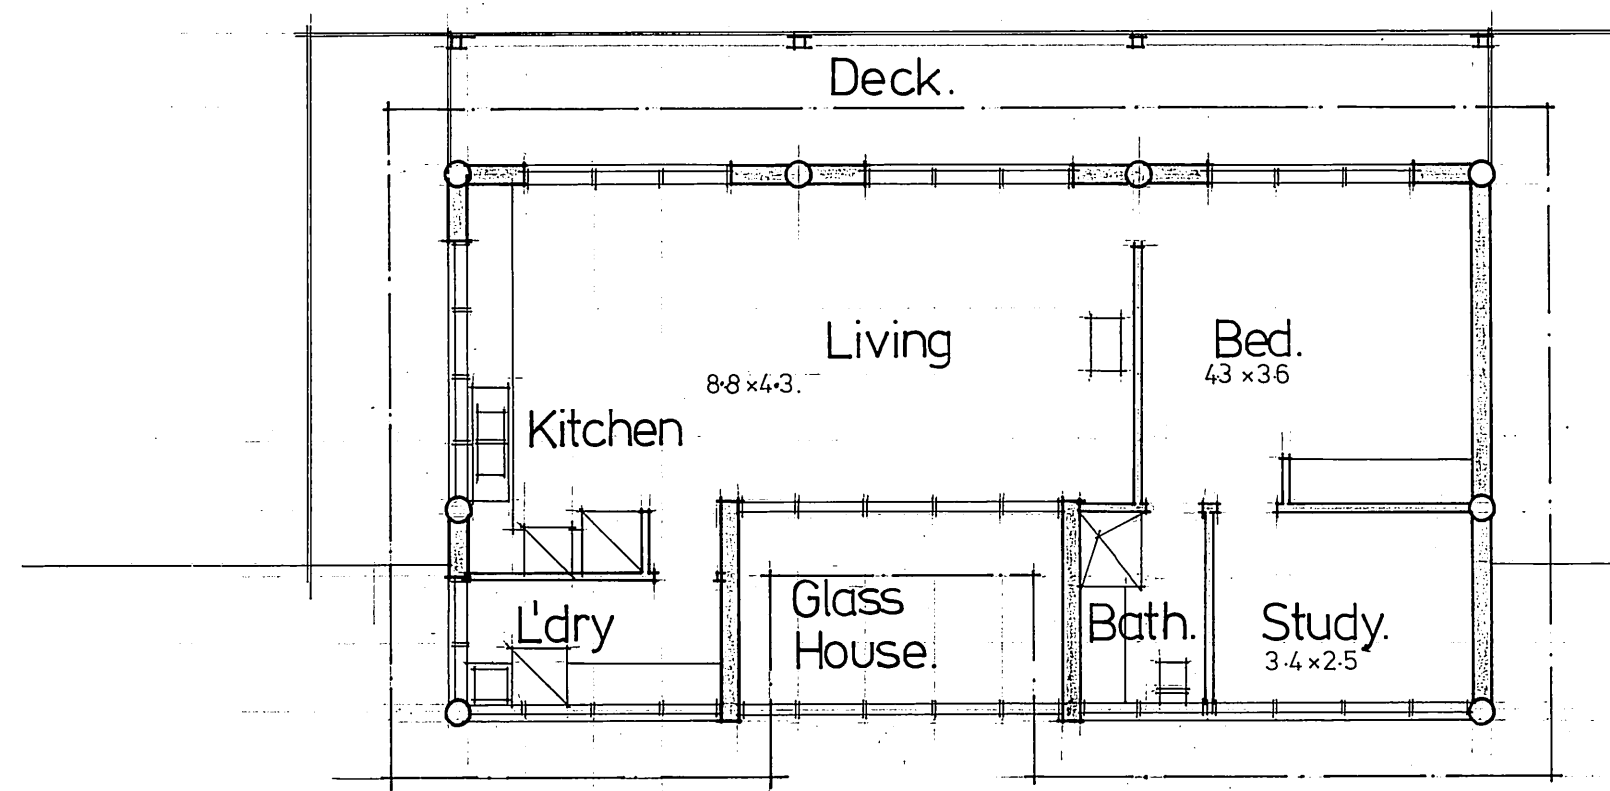 Deck.
Living
8·8 x 4·3.
Bed.
43 x 3·6
Kitchen
L'dry
Glass
House.
Bath.
Study.
3·4 x 2·5